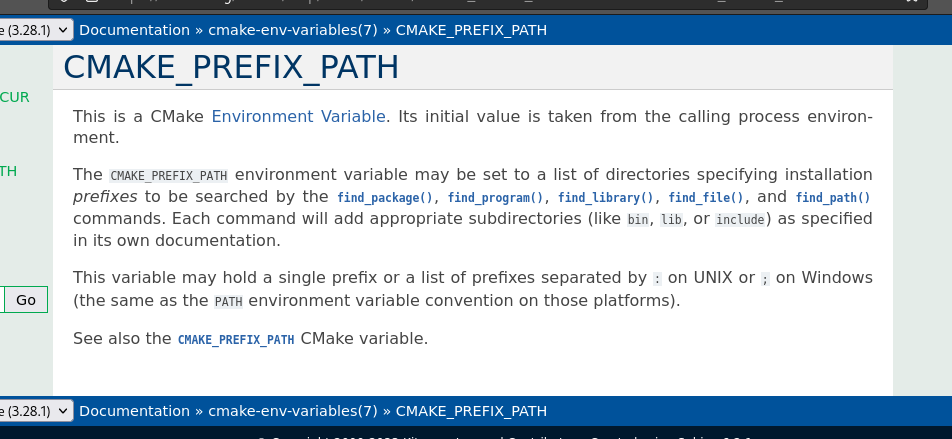 (3.28.1) Documentation » cmake-env-variables(7) » CMAKE_PREFIX_PATH
CMAKE_PREFIX_PATH
CUR
TH
This is a CMake Environment Variable. Its initial value is taken from the calling process environ-
ment.
The CMAKE_PREFIX_PATH environment variable may be set to a list of directories specifying installation
prefixes to be searched by the find_package(), find_program(), find_library(), find_file(), and find_path()
commands. Each command will add appropriate subdirectories (like bin, lib, or include) as specified
in its own documentation.
This variable may hold a single prefix or a list of prefixes separated by : on UNIX or ; on Windows
(the same as the PATH environment variable convention on those platforms).
Go
See also the CMAKE_PREFIX_PATH CMake variable.
(3.28.1) Documentation » cmake-env-variables(7) » CMAKE_PREFIX_PATH